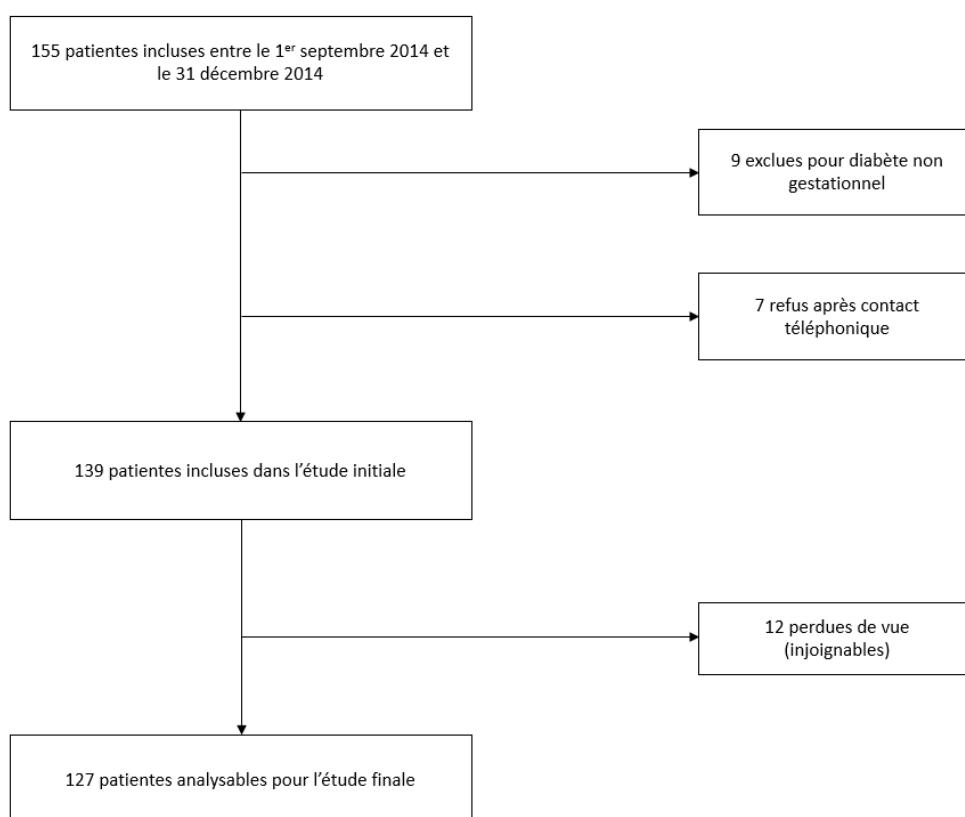 155 patientes incluses entre le 1er septembre 2014 et
le 31 décembre 2014
9 exclues pour diabète non
gestationnel
7 refus après contact
téléphonique
139 patientes incluses dans l’étude initiale
12 perdues de vue
(injoignables)
127 patientes analysables pour l’étude finale